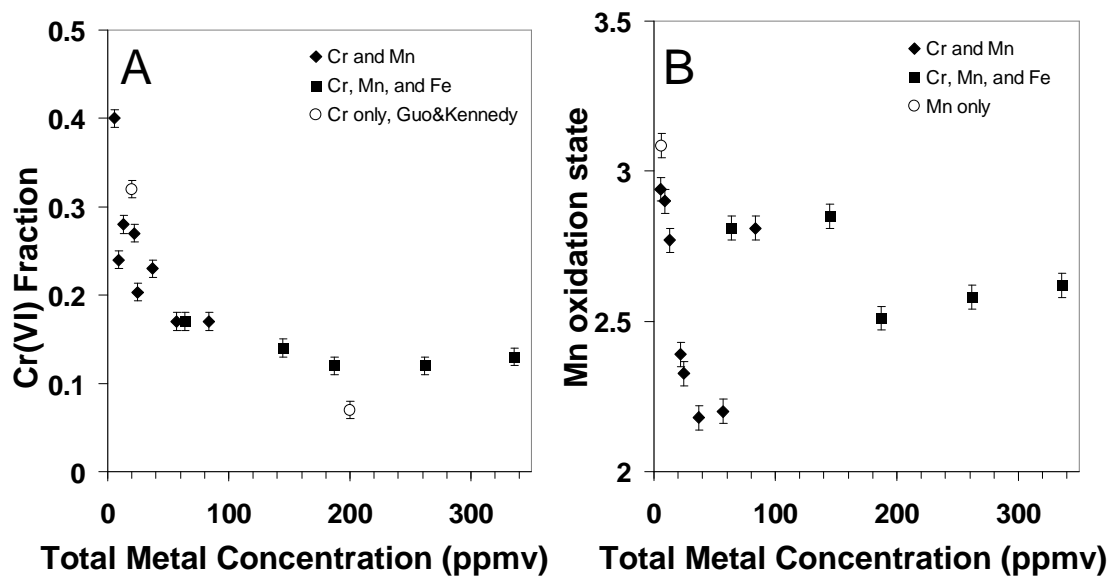 A
Cr and Mn
Cr, Mn, and Fe
Cr only, Guo&Kennedy
0.5
0.4
0.3
0.2
0.1
0
Cr(VI) Fraction
0 100 200 300
Total Metal Concentration (ppmv)
B
Cr and Mn
Cr, Mn, and Fe
Mn only
3.5
3
2.5
2
Mn oxidation state
0 100 200 300
Total Metal Concentration (ppmv)